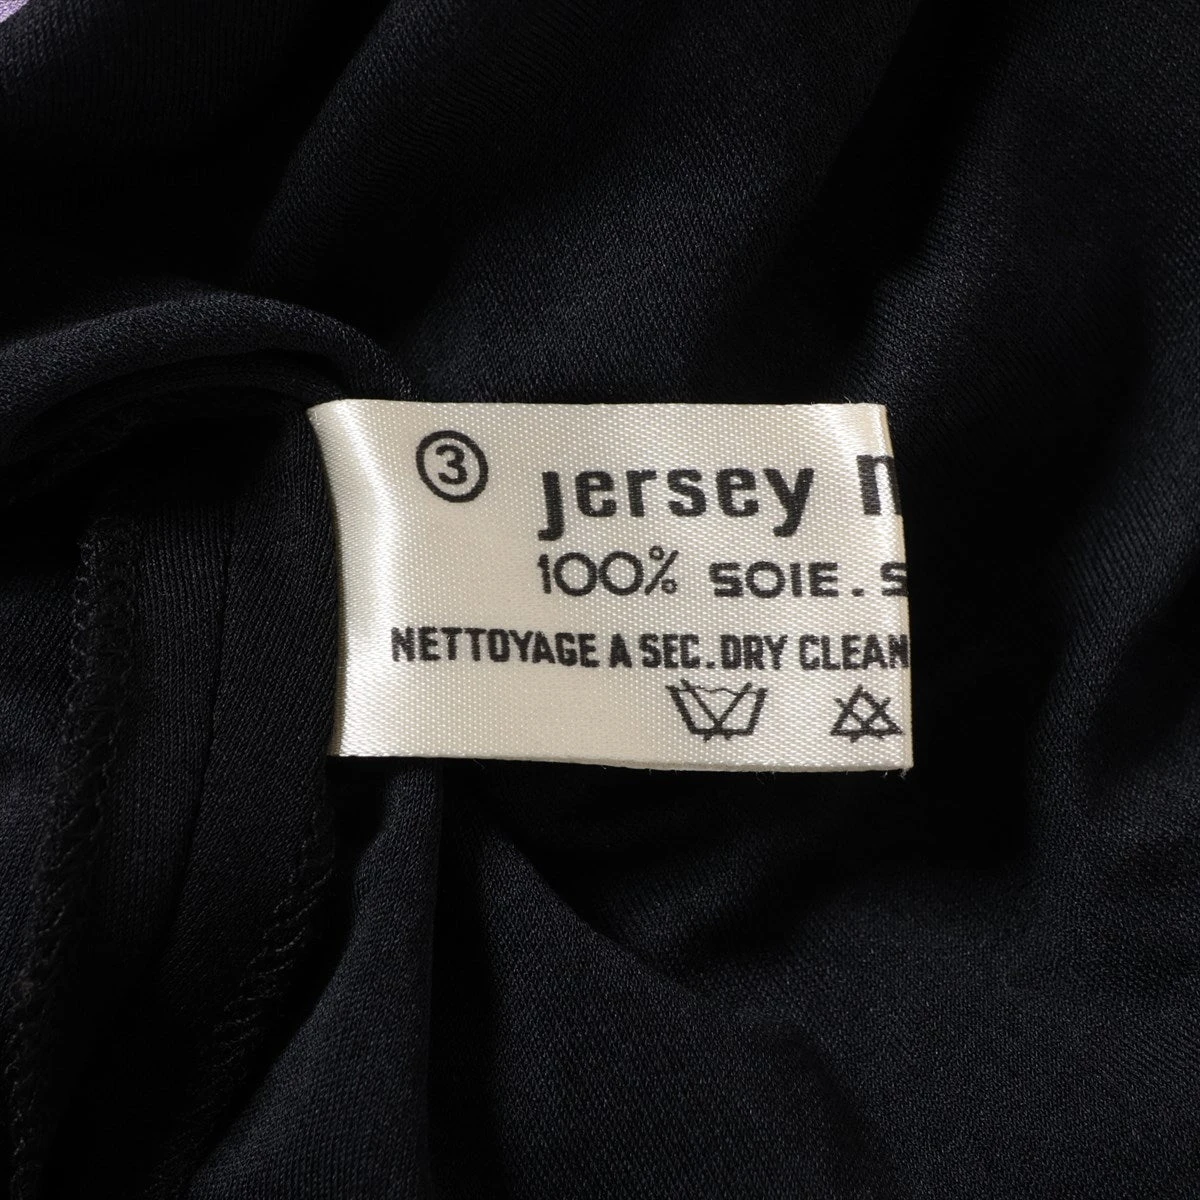 ③ jersey
100% SOIE.
NETTOYAGE A SEC. DRY CLEAN